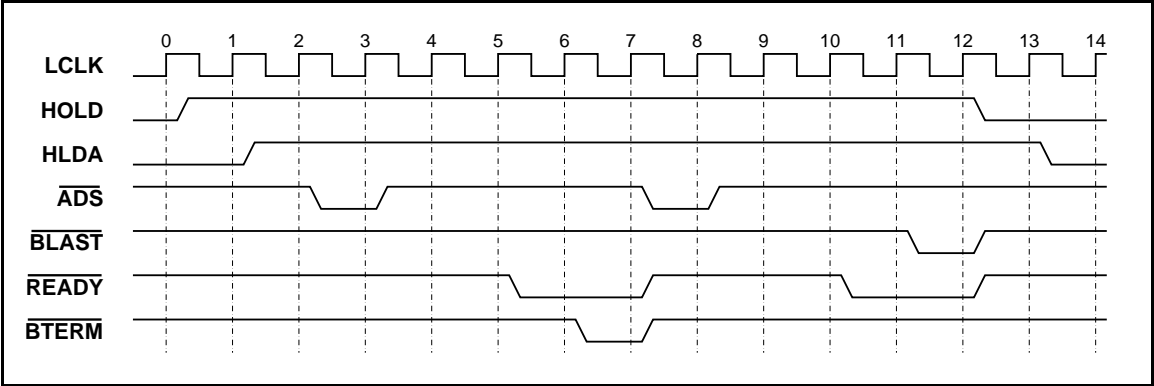 0 1 2 3 4 5 6 7 8 9 10 11 12 13 14
LCLK
HOLD
HLDA
ADS
BLAST
READY
BTERM